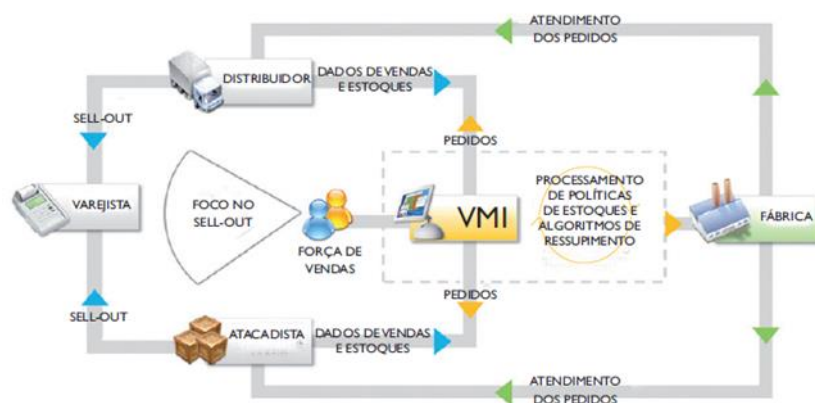 ATENDIMENTO
DOS PEDIDOS
DISTRIBUIDOR
DADOS DE VENDAS
E ESTOQUES
SELL-OUT
PEDIDOS
VAREJISTA
FOCO NO
SELL-OUT
FORÇA DE
VENDAS
VMI
PROCESSAMENTO
DE POLÍTICAS
DE ESTOQUES E
ALGORITMOS DE
RESSUPIMENTO
FÁBRICA
SELL-OUT
PEDIDOS
ATACADISTA
DADOS DE VENDAS
E ESTOQUES
ATENDIMENTO
DOS PEDIDOS